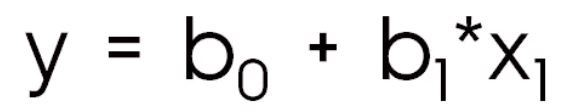 y = b₀ + b₁*x₁